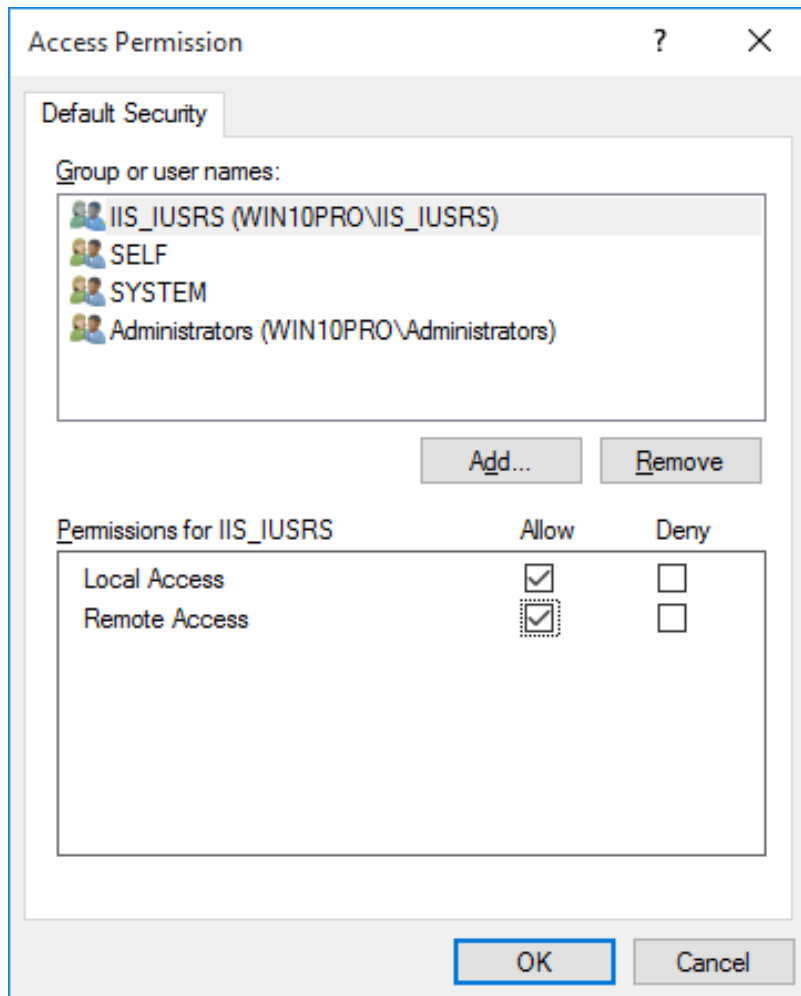 Access Permission ?
Default Security
Group or user names:
IIS_IUSRS (WIN10PRO\IIS_IUSRS)
SELF
SYSTEM
Administrators (WIN10PRO\Administrators)
Add... Remove
Permissions for IIS_IUSRS Allow Deny
Local Access
Remote Access
OK Cancel